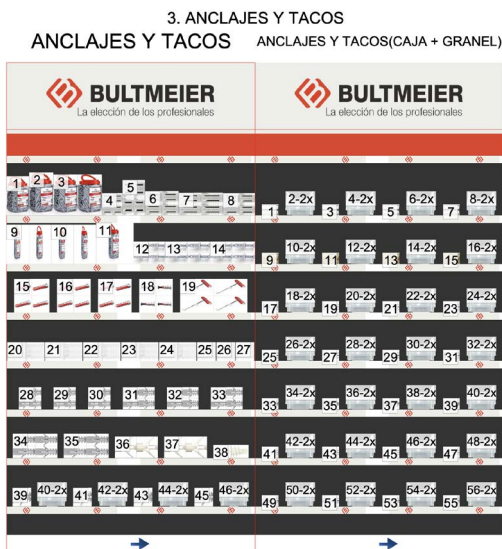 3. ANCLAJES Y TACOS
ANCLAJES Y TACOS
ANCLAJES Y TACOS(CAJA + GRANEL)
BULTMEIER
La elección de los profesionales
BULTMEIER
La elección de los profesionales
1 2 3 4 5 6 7 8
9 10 11 12 13 14
15 16 17 18 19
20 21 22 23 24 25 26 27
28 29 30 31 32 33
34 35 36 37 38
39 40-2x 41 42-2x 43 44-2x 45 46-2x
1 2-2x 3 4-2x 5 6-2x 7 8-2x
9 10-2x 11 12-2x 13 14-2x 15 16-2x
17 18-2x 19 20-2x 21 22-2x 23 24-2x
25 26-2x 27 28-2x 29 30-2x 31 32-2x
33 34-2x 35 36-2x 37 38-2x 39 40-2x
41 42-2x 43 44-2x 45 46-2x 47 48-2x
49 50-2x 51 52-2x 53 54-2x 55 56-2x